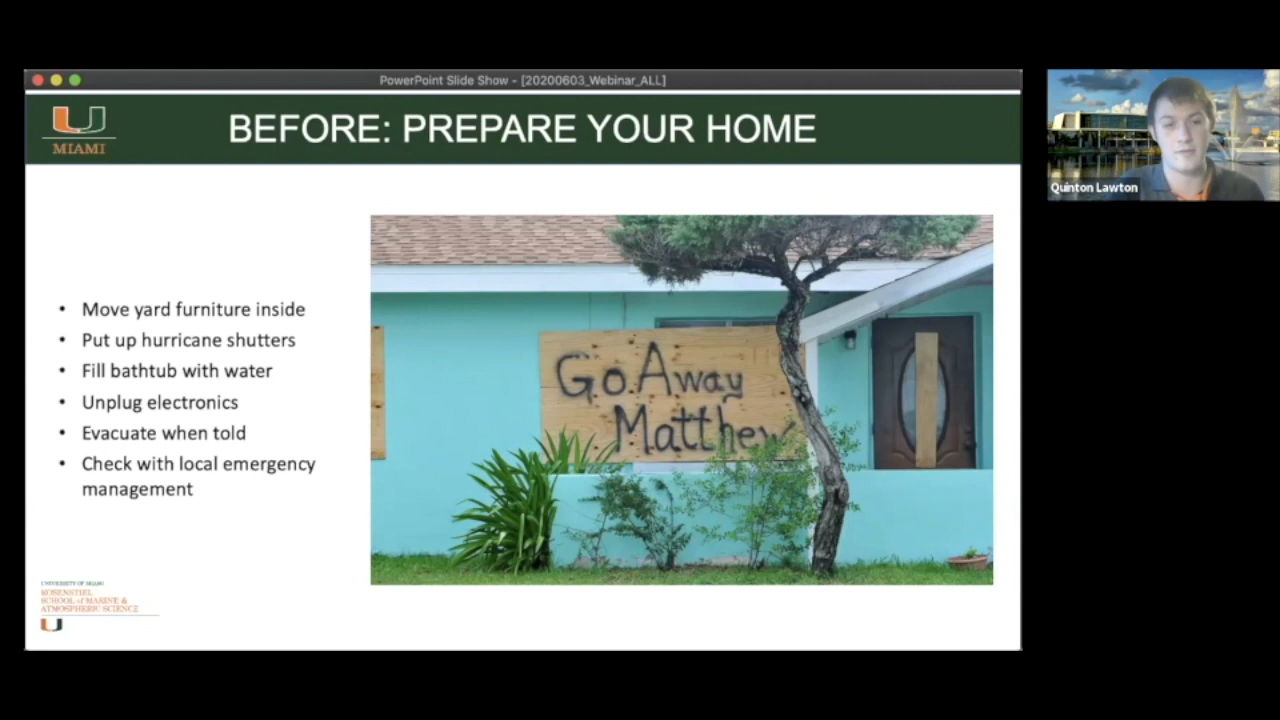 PowerPoint Slide Show - [20200603_Webinar_ALL]
MIAMI
BEFORE: PREPARE YOUR HOME
Quinton Lawton
• Move yard furniture inside
• Put up hurricane shutters
• Fill bathtub with water
• Unplug electronics
• Evacuate when told
• Check with local emergency
management
Go Away
Matthew
UNIVERSITY OF MIAMI
ROSENSTIEL
SCHOOL of MARINE &
ATMOSPHERIC SCIENCE